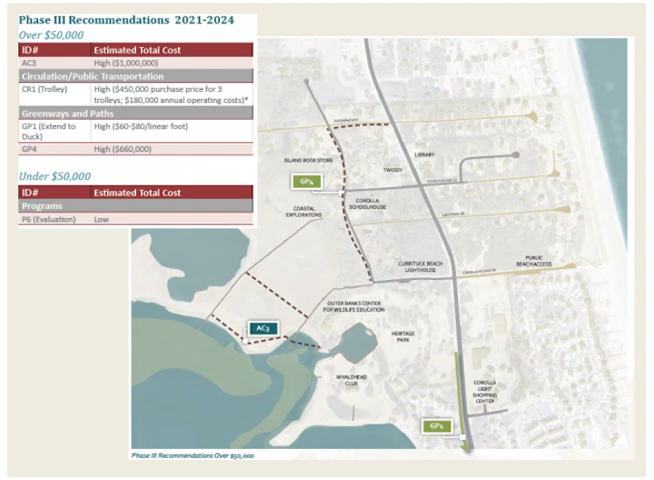 Phase III Recommendations 2021-2024
Over $50,000
ID# Estimated Total Cost
AC3 High ($1,000,000)
Circulation/Public Transportation
CR1 (Trolley) High ($450,000 purchase price for 3
trolleys; $180,000 annual operating costs)*
Greenways and Paths
GP1 (Extend to High ($60-$80/linear foot)
Duck)
GP4 High ($660,000)
Under $50,000
ID# Estimated Total Cost
Programs
P6 (Evaluation) Low
ISLAND BOOK STORE
LIBRARY
TWIDDY
GP4
COROLLA
SCHOOLHOUSE
COASTAL
EXPLORATIONS
CURRITUCK BEACH
LIGHTHOUSE
PUBLIC
BEACH ACCESS
OUTER BANKS CENTER
FOR WILDLIFE EDUCATION
AC3
HERITAGE
PARK
WHALEHEAD
CLUB
COROLLA
LIGHT
SHOPPING
CENTER
GP1
Phase III Recommendations Over $50,000